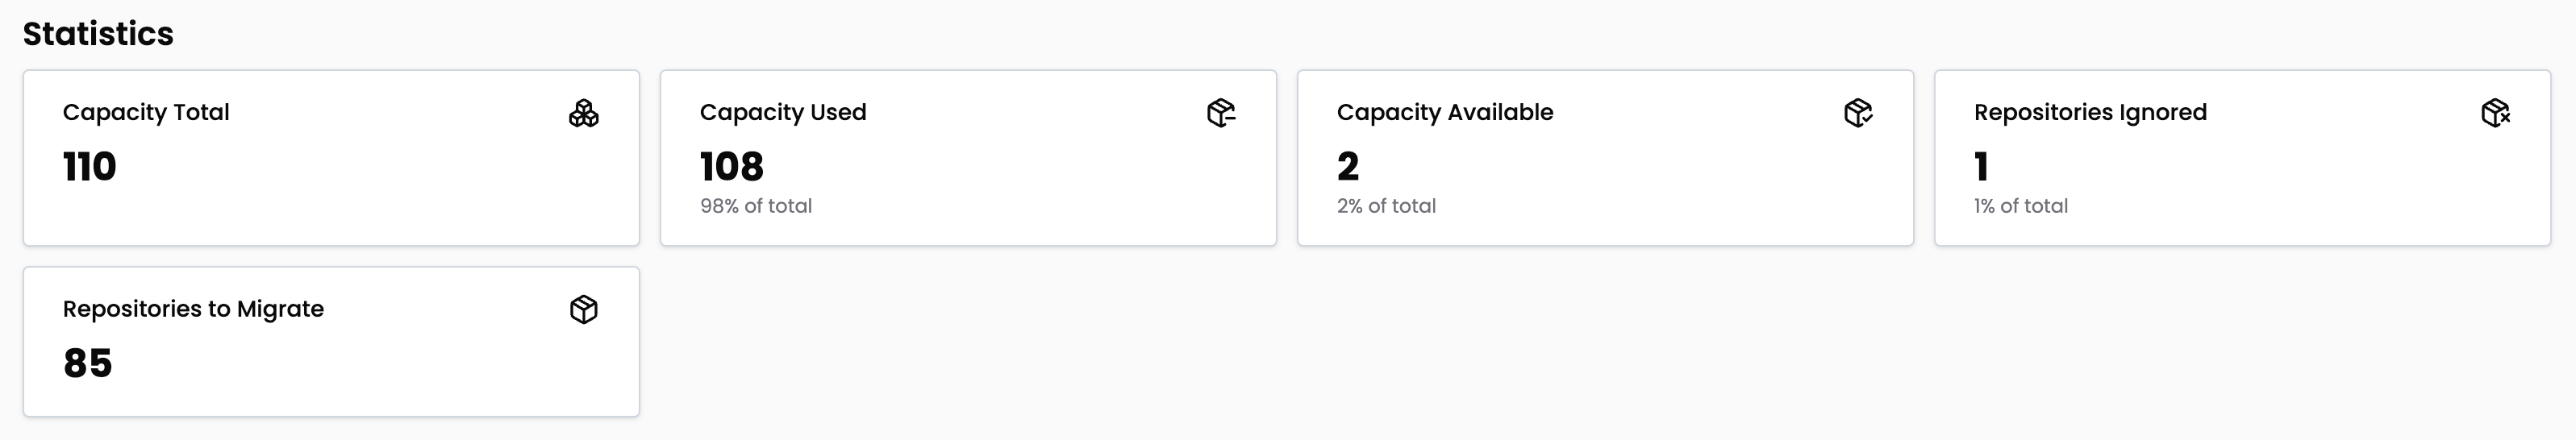 Statistics
Capacity Total
110
Capacity Used
108
98% of total
Capacity Available
2
2% of total
Repositories Ignored
1
1% of total
Repositories to Migrate
85